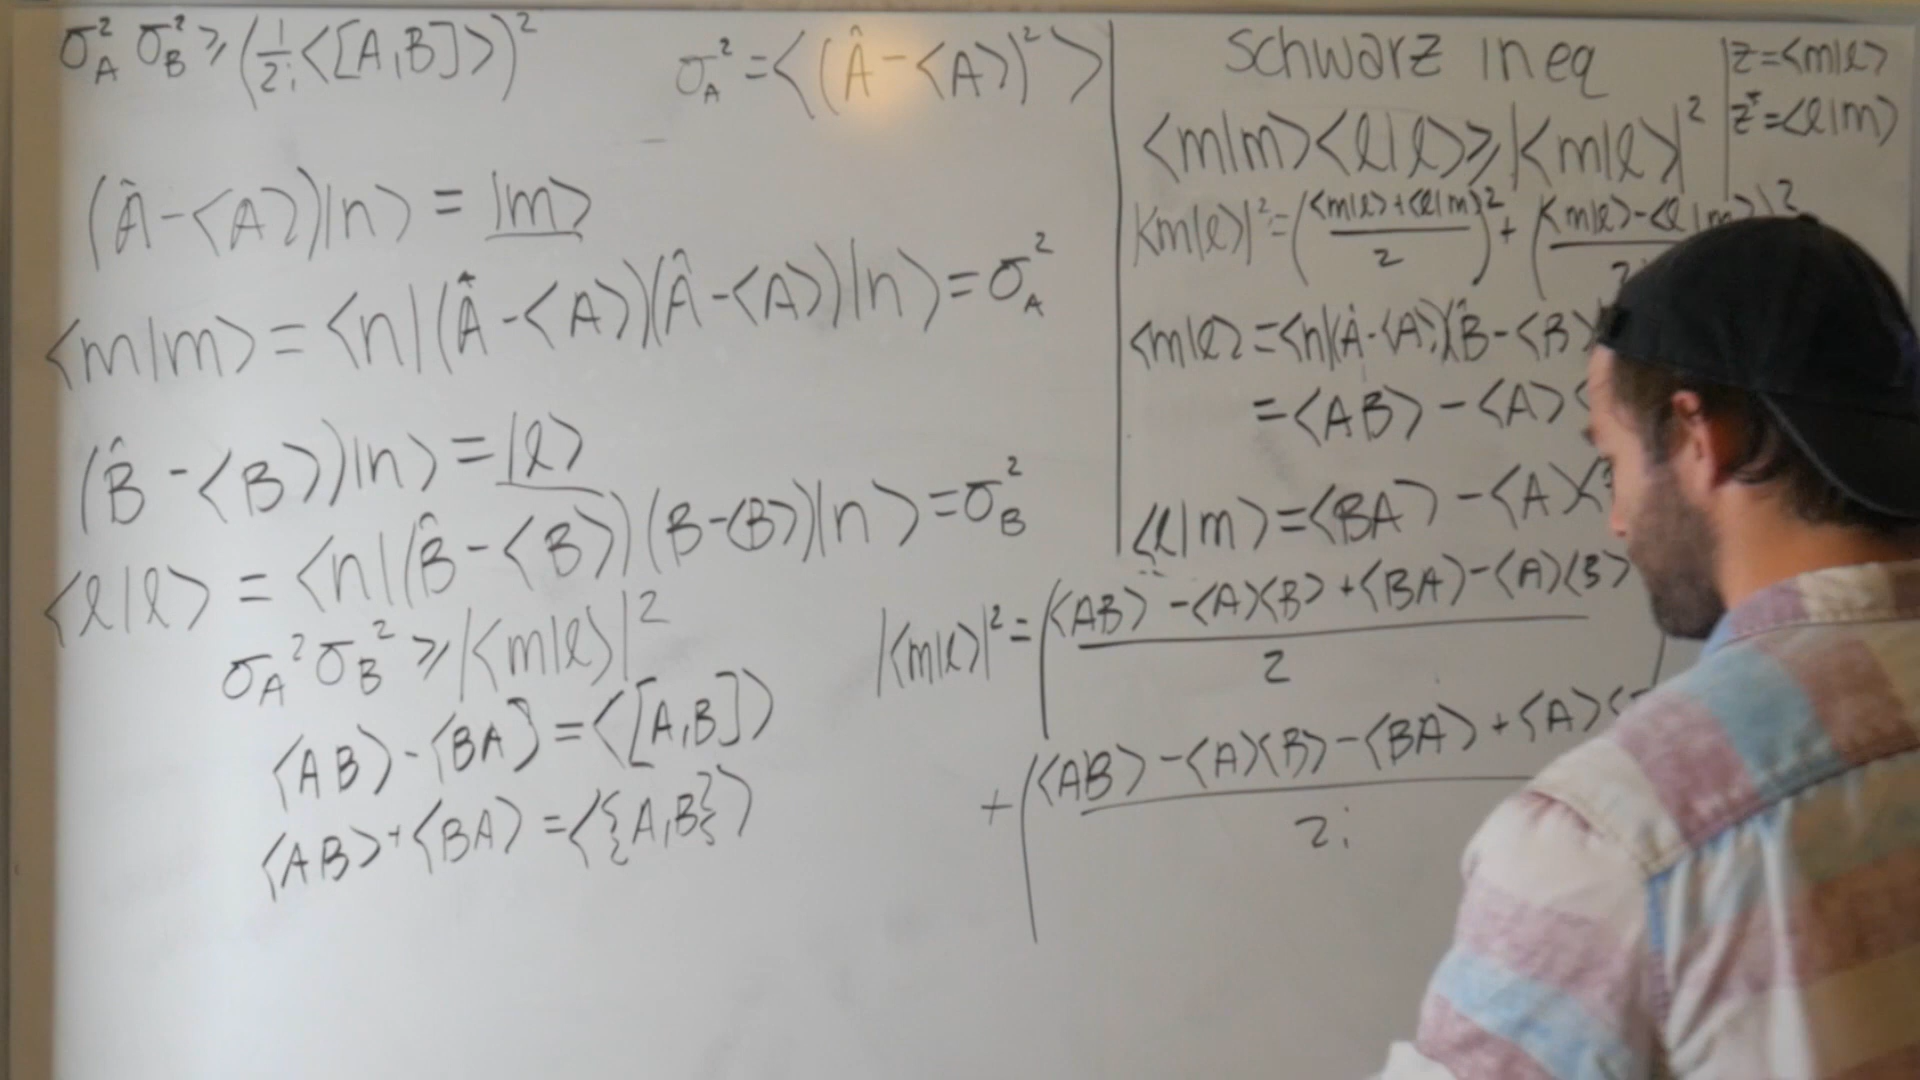 σ_A² σ_B² ⩾ (1/2i <[A,B]>)²
σ_A² = <(Â - <A>)²>
(Â - <A>)|n> = |m>
<m|m> = <n|(Â - <A>)(Â - <A>)|n> = σ_A²
(B̂ - <B>)|n> = |ℓ>
<ℓ|ℓ> = <n|(B̂ - <B>)(B - <B>)|n> = σ_B²
σ_A² σ_B² ⩾ |<m|ℓ>|²
<AB> - <BA> = <[A,B]>
<AB> + <BA> = <{A,B}>
Schwarz ineq
<m|m><ℓ|ℓ> ⩾ |<m|ℓ>|²
z = <m|ℓ>
z* = <ℓ|m>
|<m|ℓ>|² = (<m|ℓ> + <ℓ|m>/2)² + (<m|ℓ> - <ℓ|m>/2i)²
<m|ℓ> = <n|(Â - <A>)(B̂ - <B>)
= <AB> - <A>
<ℓ|m> = <BA> - <A><B
|<m|ℓ>|² = (<AB> - <A><B> + <BA> - <A><B>/2
+ (<AB> - <A><B> - <BA> + <A><
2i